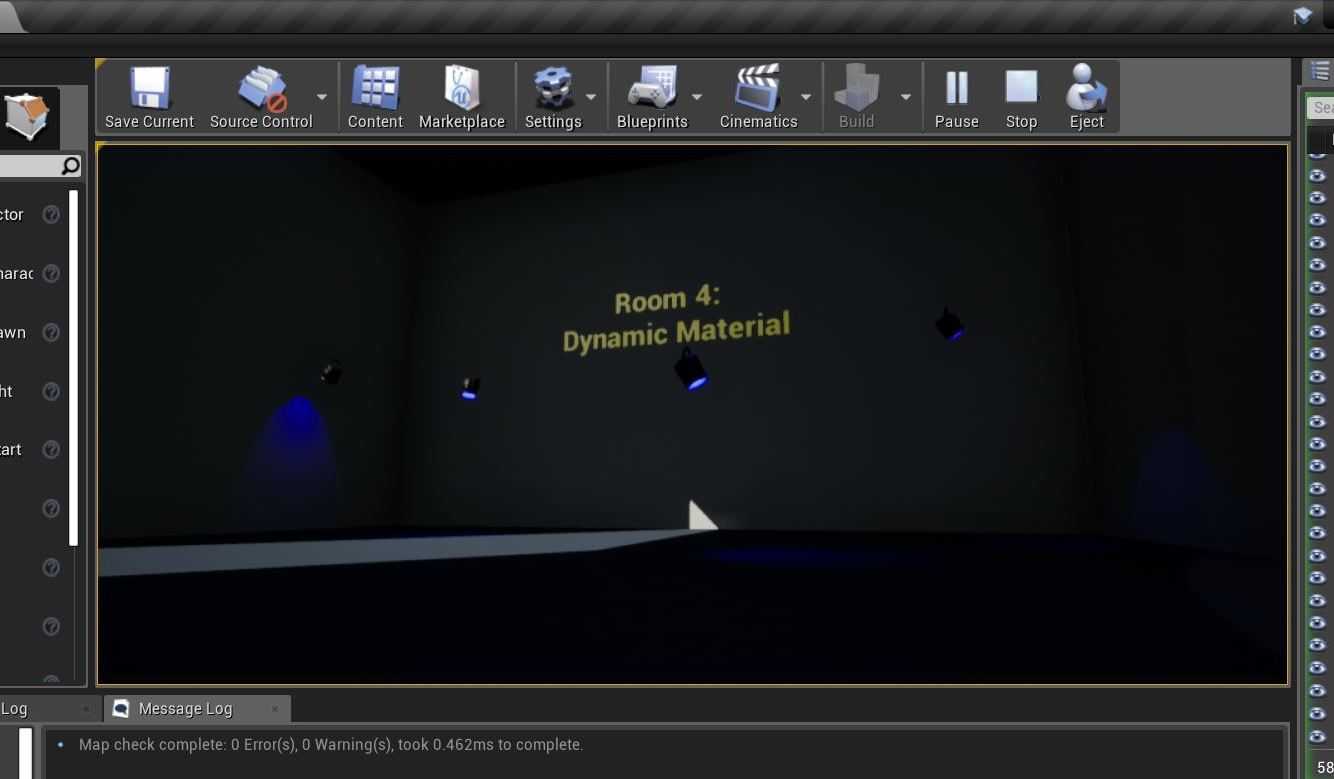 Save Current
Source Control
Content
Marketplace
Settings
Blueprints
Cinematics
Build
Pause
Stop
Eject
Sea
ctor
harac
awn
ht
tart
Room 4:
Dynamic Material
Log
Message Log
Map check complete: 0 Error(s), 0 Warning(s), took 0.462ms to complete.
58